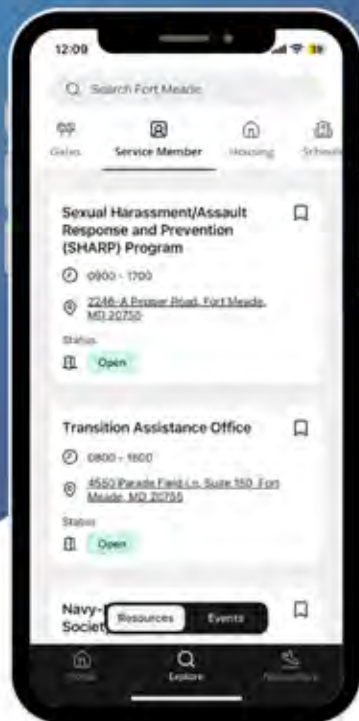 12:09
Search Fort Meade
Gates
Service Member
Housing
Schools
Sexual Harassment/Assault
Response and Prevention
(SHARP) Program
0900 - 1700
2246-A Road, Fort Meade,
MD 20755
Status
Open
Transition Assistance Office
0800 - 1600
4550 Parade Field Ln, Suite 150, Fort
Meade, MD 20755
Status
Open
Navy-
Societ
Resources
Events
Home
Explore